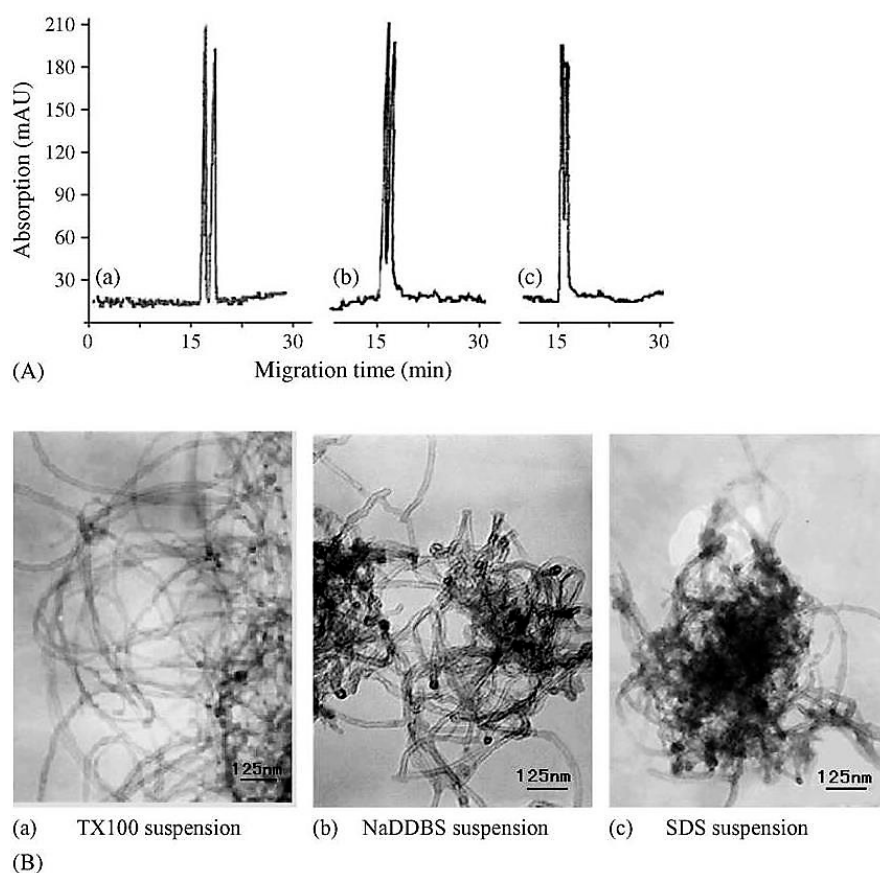 210
180
150
120
90
60
30
Absorption (mAU)
(a)
(b)
(c)
0 15 30 15 30 15 30
Migration time (min)
(A)
125nm
125nm
125nm
(a) TX100 suspension
(b) NaDDBS suspension
(c) SDS suspension
(B)